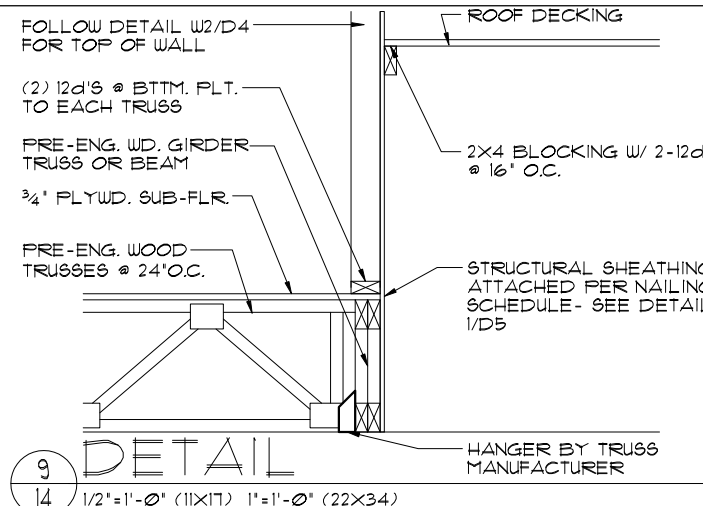 FOLLOW DETAIL W2/D4
FOR TOP OF WALL
(2) 12d'S @ BTTM. PLT.
TO EACH TRUSS
PRE-ENG. WD. GIRDER
TRUSS OR BEAM
3/4" PLYWD. SUB-FLR.
PRE-ENG. WOOD
TRUSSES @ 24"O.C.
ROOF DECKING
2X4 BLOCKING W/ 2-12d
@ 16" O.C.
STRUCTURAL SHEATHING
ATTACHED PER NAILING
SCHEDULE- SEE DETAIL
1/D5
HANGER BY TRUSS
MANUFACTURER
9
14
DETAIL
1/2"=1'-0" (11X17) 1"=1'-0" (22X34)